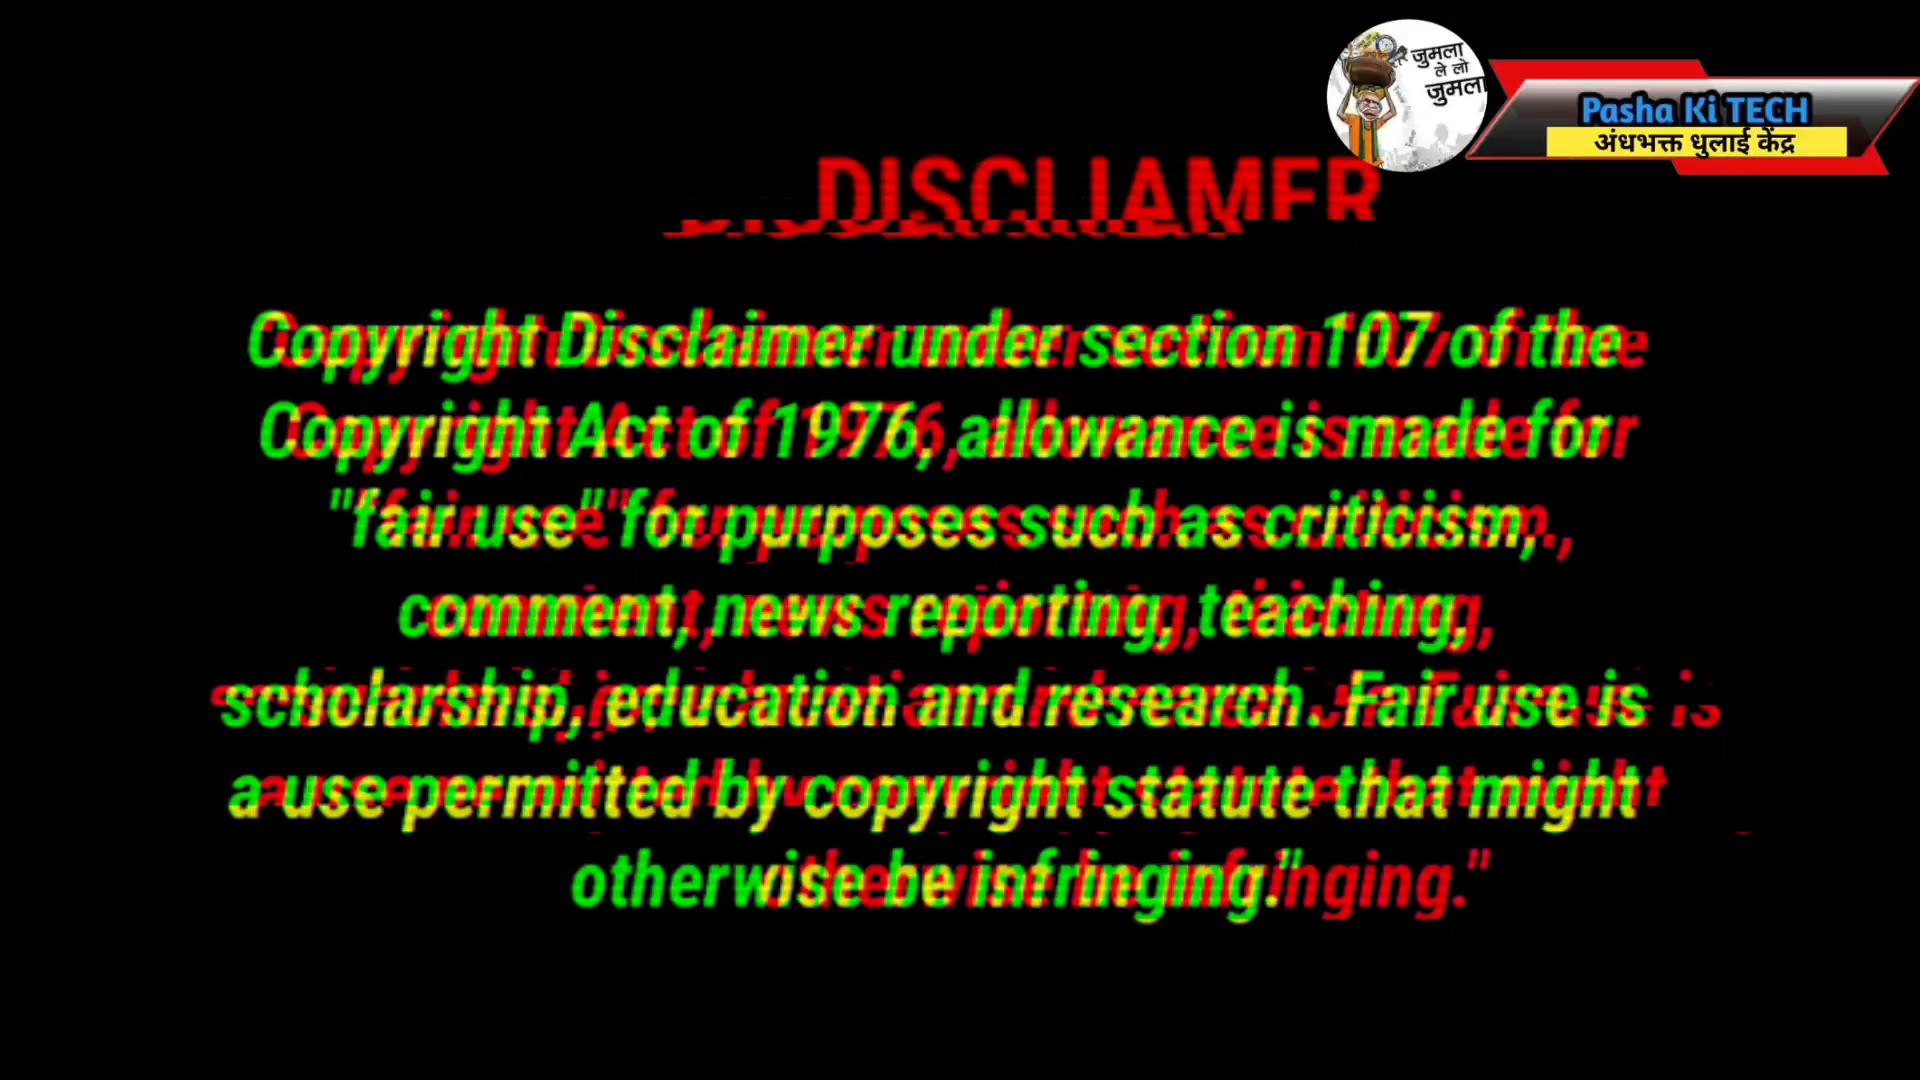 जुमला
ले लो
जुमला
Pasha Ki TECH
अंधभक्त धुलाई केंद्र
DISCLIAMER
Copyright Disclaimer under section 107 of the
Copyright Act of 1976, allowance is made for
"fair use" for purposes such as criticism,
comment, news reporting, teaching,
scholarship, education and research. Fair use is
a use permitted by copyright statute that might
otherwise be infringing."